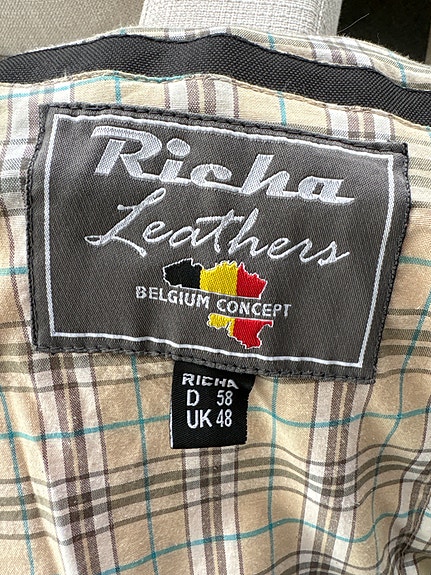 Richa
Leathers
BELGIUM CONCEPT
RICHA
D 58
UK 48